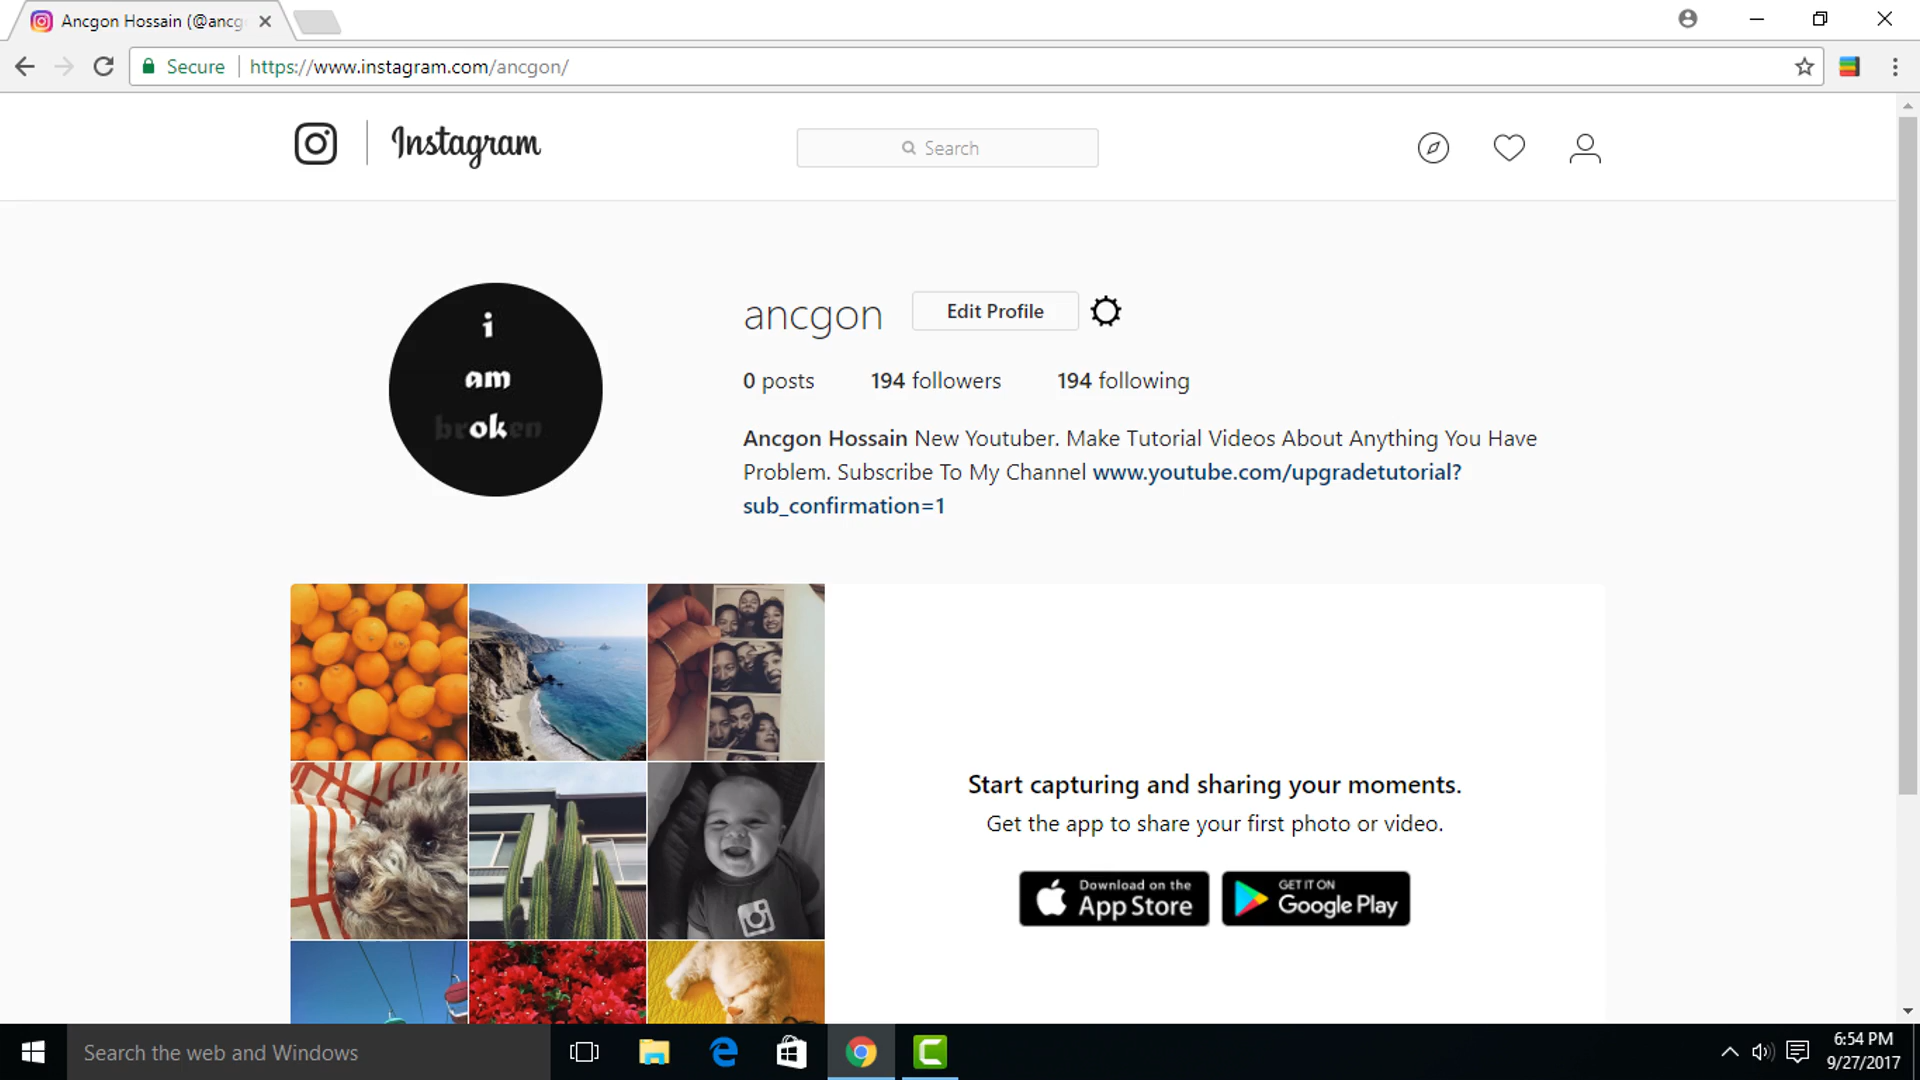 Ancgon Hossain (@ancg
Secure
https://www.instagram.com/ancgon/
Instagram
Search
i
am
broken
ancgon
Edit Profile
0 posts
194 followers
194 following
Ancgon Hossain New Youtuber. Make Tutorial Videos About Anything You Have
Problem. Subscribe To My Channel www.youtube.com/upgradetutorial?
sub_confirmation=1
Start capturing and sharing your moments.
Get the app to share your first photo or video.
Download on the
App Store
GET IT ON
Google Play
Search the web and Windows
6:54 PM
9/27/2017